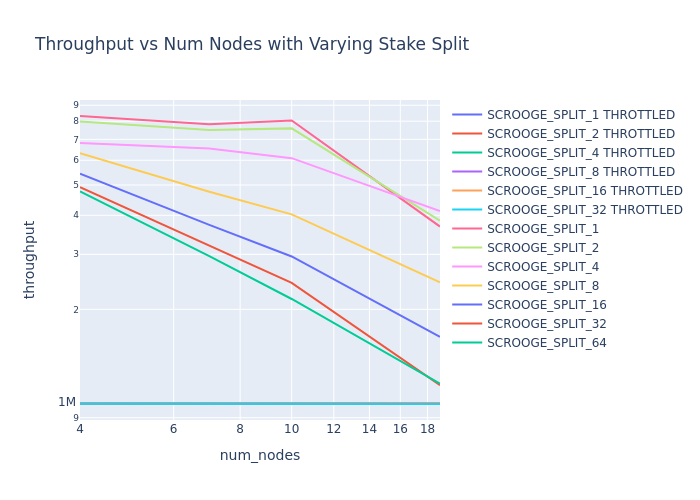 Throughput vs Num Nodes with Varying Stake Split
9
8
7
6
5
4
3
2
1M
9
4
6
8
10
12
14
16
18
num_nodes
throughput
SCROOGE_SPLIT_1 THROTTLED
SCROOGE_SPLIT_2 THROTTLED
SCROOGE_SPLIT_4 THROTTLED
SCROOGE_SPLIT_8 THROTTLED
SCROOGE_SPLIT_16 THROTTLED
SCROOGE_SPLIT_32 THROTTLED
SCROOGE_SPLIT_1
SCROOGE_SPLIT_2
SCROOGE_SPLIT_4
SCROOGE_SPLIT_8
SCROOGE_SPLIT_16
SCROOGE_SPLIT_32
SCROOGE_SPLIT_64